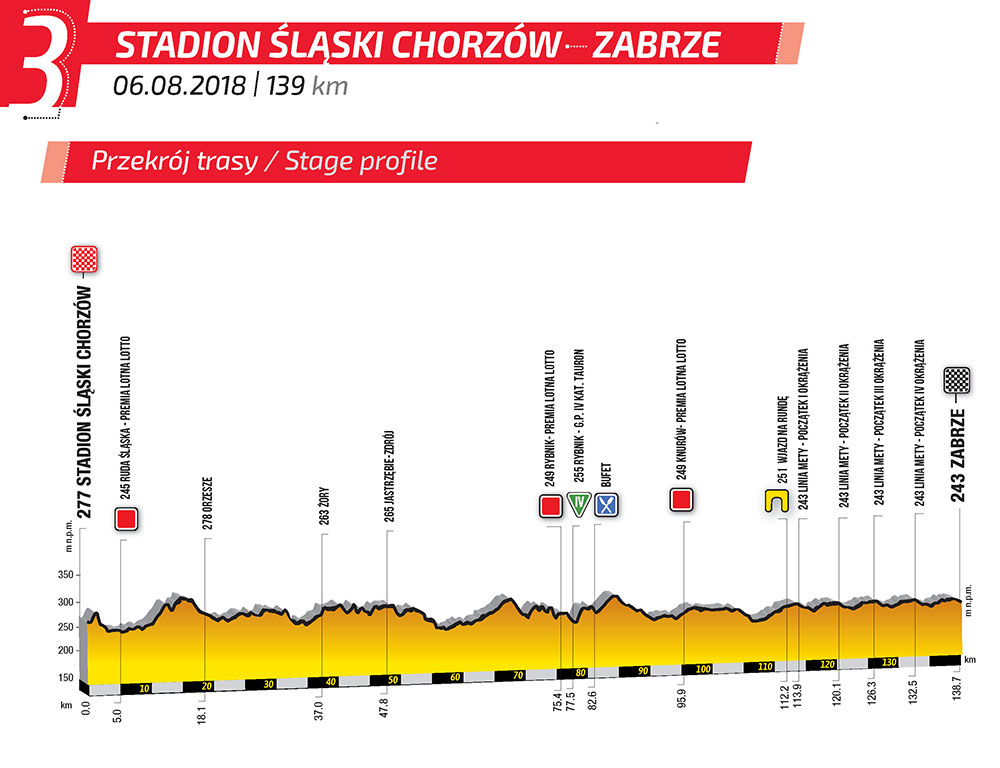 3
STADION ŚLĄSKI CHORZÓW ZABRZE
06.08.2018 | 139 km
Przekrój trasy / Stage profile
277 STADION ŚLĄSKI CHORZÓW
245 RUDA ŚLĄSKA - PREMIA LOTNA LOTTO
278 ORZESZE
263 ŻORY
265 JASTRZĘBIE-ZDRÓJ
249 RYBNIK- PREMIA LOTNA LOTTO
255 RYBNIK - G.P. IV KAT. TAURON
IV
BUFET
249 KNURÓW- PREMIA LOTNA LOTTO
251 WJAZD NA RUNDĘ
243 LINIA METY - POCZĄTEK I OKRĄŻENIA
243 LINIA METY - POCZĄTEK II OKRĄŻENIA
243 LINIA METY - POCZĄTEK III OKRĄŻENIA
243 LINIA METY - POCZĄTEK IV OKRĄŻENIA
243 ZABRZE
m n.p.m.
350
300
250
200
150
m n.p.m.
10 20 30 40 50 60 70 80 90 100 110 120 130
km
km
0.0 5.0 18.1 37.0 47.8 75.4 77.5 82.6 95.9 112.2 113.9 120.1 126.3 132.5 138.7